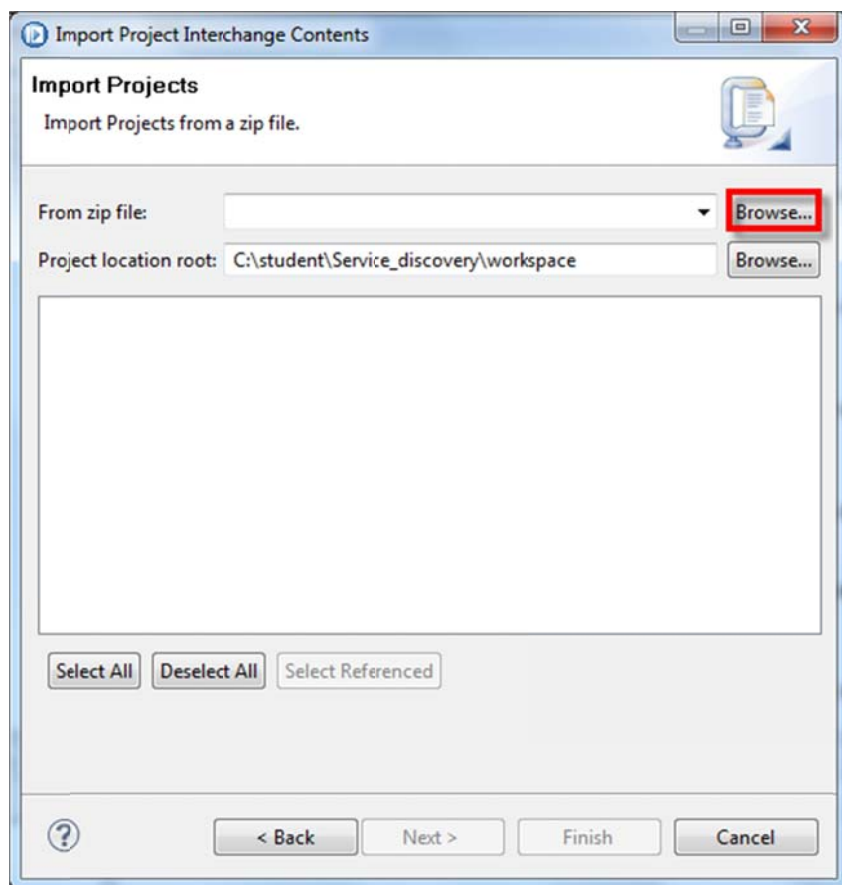 Import Project Interchange Contents
Import Projects
Import Projects from a zip file.
From zip file:
Browse...
Project location root: C:\student\Service_discovery\workspace
Browse...
Select All Deselect All Select Referenced
? < Back Next > Finish Cancel